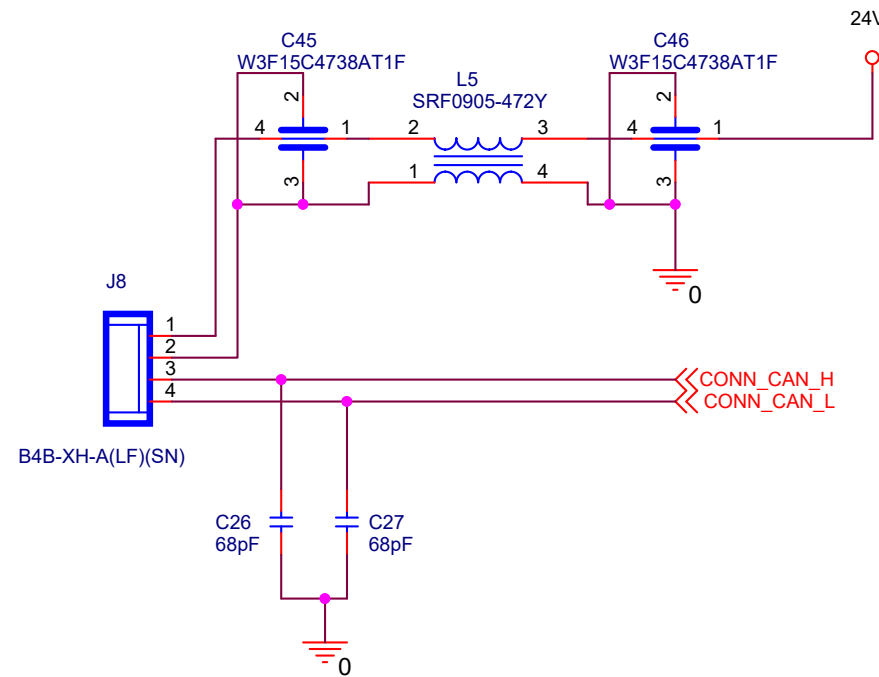 24V
C45
W3F15C4738AT1F
C46
W3F15C4738AT1F
L5
SRF0905-472Y
2
4
1
3
2
3
1
4
2
4
1
3
0
J8
1
2
3
4
B4B-XH-A(LF)(SN)
CONN_CAN_H
CONN_CAN_L
C26
68pF
C27
68pF
0